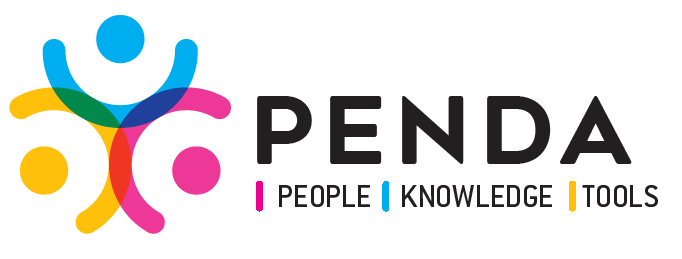 PENDA
| PEOPLE | KNOWLEDGE | TOOLS